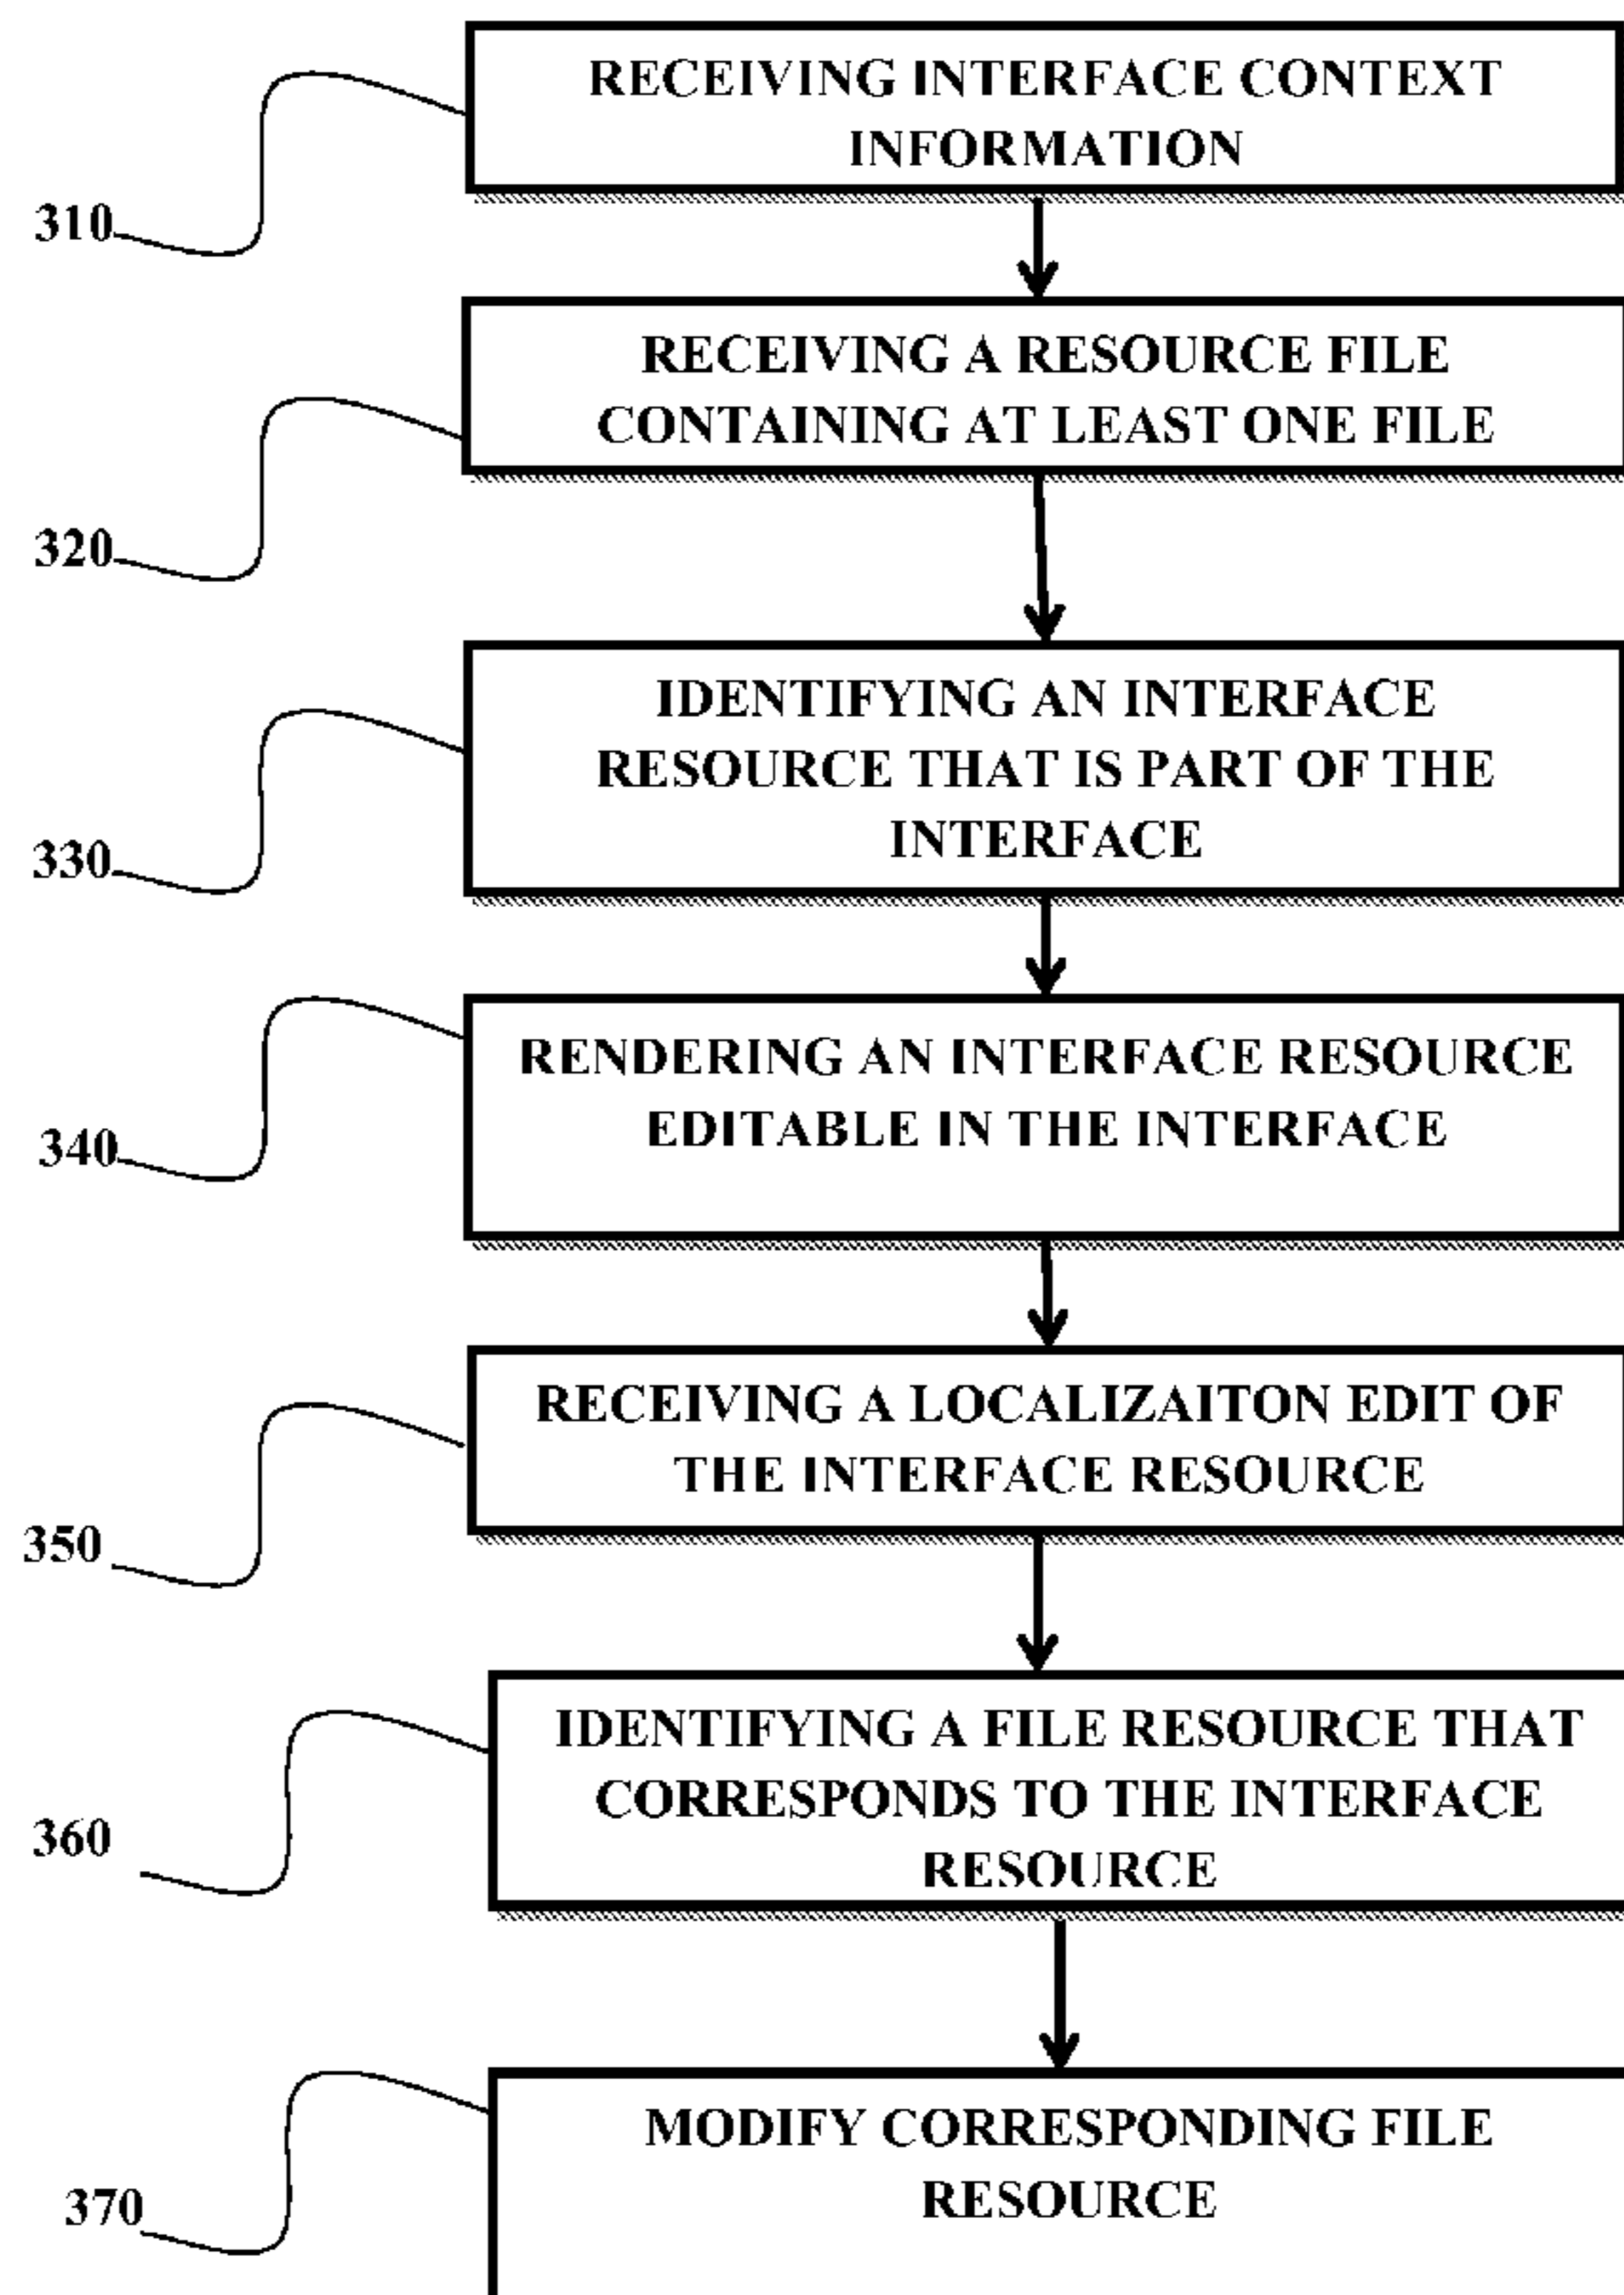 RECEIVING INTERFACE CONTEXT
INFORMATION
310
RECEIVING A RESOURCE FILE
CONTAINING AT LEAST ONE FILE
320
IDENTIFYING AN INTERFACE
RESOURCE THAT IS PART OF THE
INTERFACE
330
RENDERING AN INTERFACE RESOURCE
EDITABLE IN THE INTERFACE
340
RECEIVING A LOCALIZAITON EDIT OF
THE INTERFACE RESOURCE
350
IDENTIFYING A FILE RESOURCE THAT
CORRESPONDS TO THE INTERFACE
RESOURCE
360
MODIFY CORRESPONDING FILE
RESOURCE
370